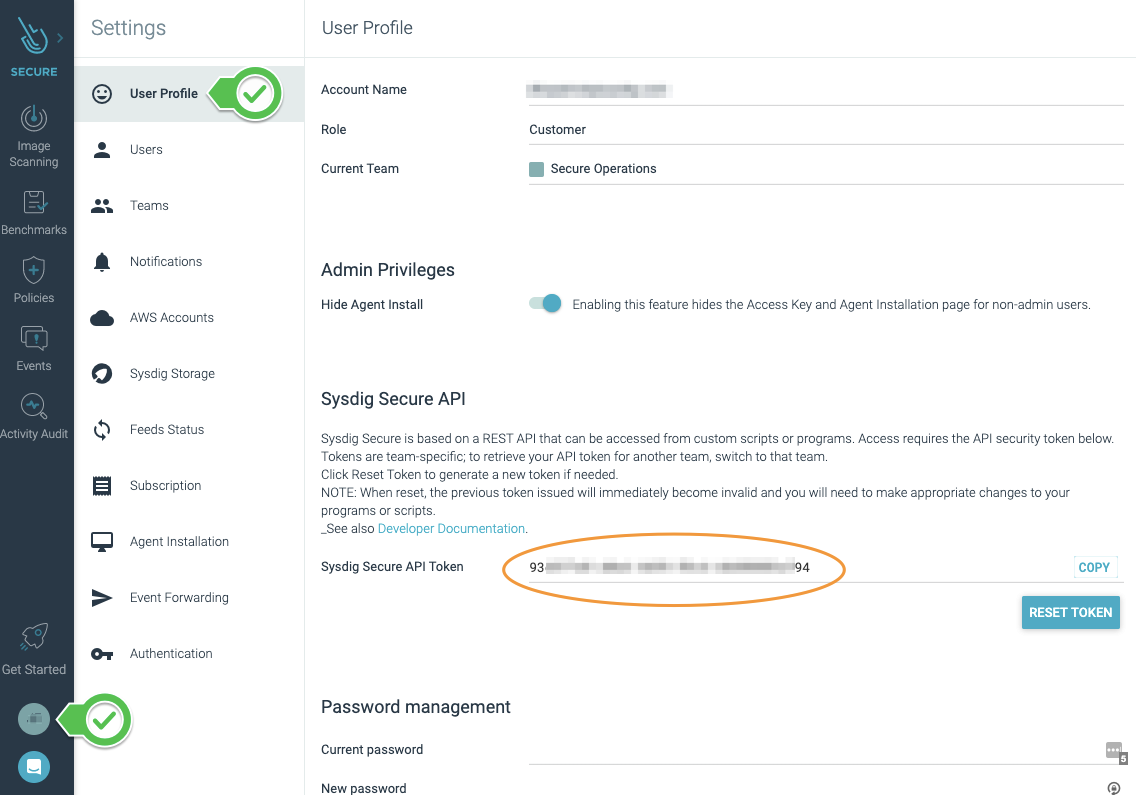 Settings
User Profile
SECURE
Image
Scanning
Benchmarks
Policies
Events
Activity Audit
Get Started
User Profile
Users
Teams
Notifications
AWS Accounts
Sysdig Storage
Feeds Status
Subscription
Agent Installation
Event Forwarding
Authentication
Account Name
Role Customer
Current Team Secure Operations
Admin Privileges
Hide Agent Install Enabling this feature hides the Access Key and Agent Installation page for non-admin users.
Sysdig Secure API
Sysdig Secure is based on a REST API that can be accessed from custom scripts or programs. Access requires the API security token below.
Tokens are team-specific; to retrieve your API token for another team, switch to that team.
Click Reset Token to generate a new token if needed.
NOTE: When reset, the previous token issued will immediately become invalid and you will need to make appropriate changes to your
programs or scripts.
_See also Developer Documentation.
Sysdig Secure API Token 93 94 COPY
RESET TOKEN
Password management
Current password
5
New password